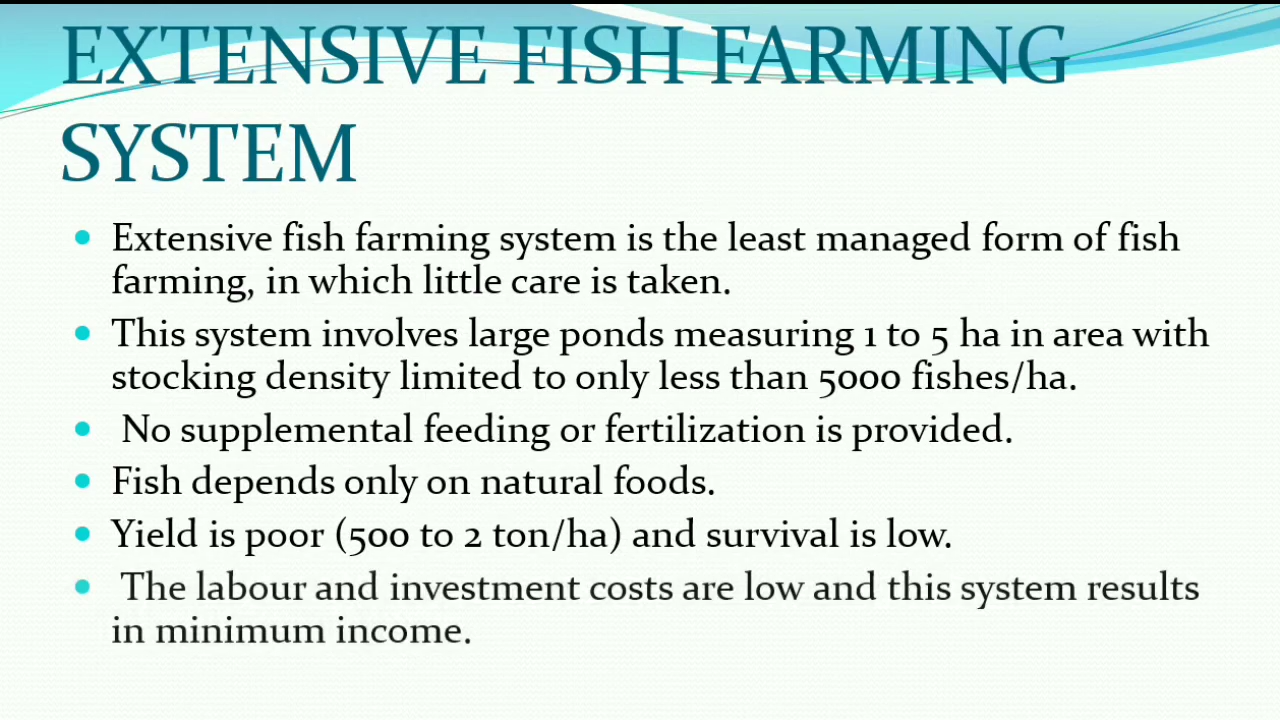 EXTENSIVE FISH FARMING
SYSTEM
• Extensive fish farming system is the least managed form of fish
farming, in which little care is taken.
• This system involves large ponds measuring 1 to 5 ha in area with
stocking density limited to only less than 5000 fishes/ha.
• No supplemental feeding or fertilization is provided.
• Fish depends only on natural foods.
• Yield is poor (500 to 2 ton/ha) and survival is low.
• The labour and investment costs are low and this system results
in minimum income.